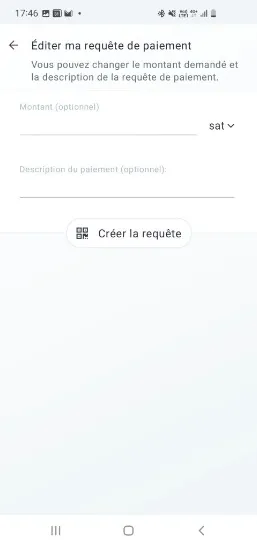 17:46
Éditer ma requête de paiement
Vous pouvez changer le montant demandé et
la description de la requête de paiement.
Montant (optionnel)
sat
Description du paiement (optionnel):
Créer la requête